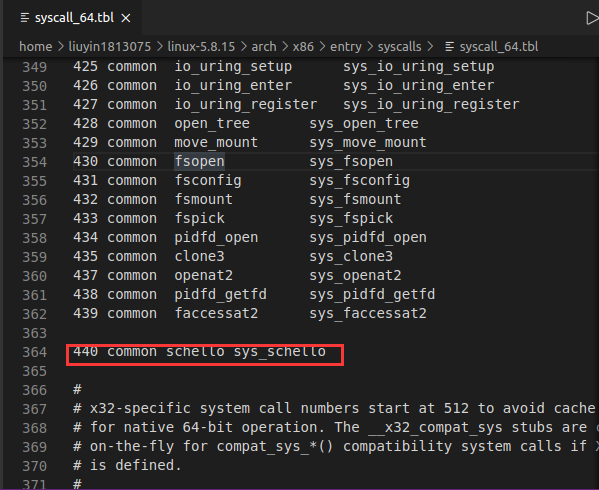 syscall_64.tbl
home > liuyin1813075 > linux-5.8.15 > arch > x86 > entry > syscalls > syscall_64.tbl
349 425 common io_uring_setup sys_io_uring_setup
350 426 common io_uring_enter sys_io_uring_enter
351 427 common io_uring_register sys_io_uring_register
352 428 common open_tree sys_open_tree
353 429 common move_mount sys_move_mount
354 430 common fsopen sys_fsopen
355 431 common fsconfig sys_fsconfig
356 432 common fsmount sys_fsmount
357 433 common fspick sys_fspick
358 434 common pidfd_open sys_pidfd_open
359 435 common clone3 sys_clone3
360 437 common openat2 sys_openat2
361 438 common pidfd_getfd sys_pidfd_getfd
362 439 common faccessat2 sys_faccessat2
363
364 440 common schello sys_schello
365
366 #
367 # x32-specific system call numbers start at 512 to avoid cache
368 # for native 64-bit operation. The __x32_compat_sys stubs are
369 # on-the-fly for compat_sys_*() compatibility system calls if
370 # is defined.
371 #